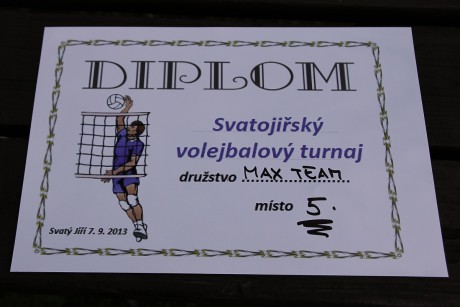 DIPLOM
Svatojiřský
volejbalový turnaj
družstvo MAX TEAM
místo 5.
Svatý Jiří 7. 9. 2013